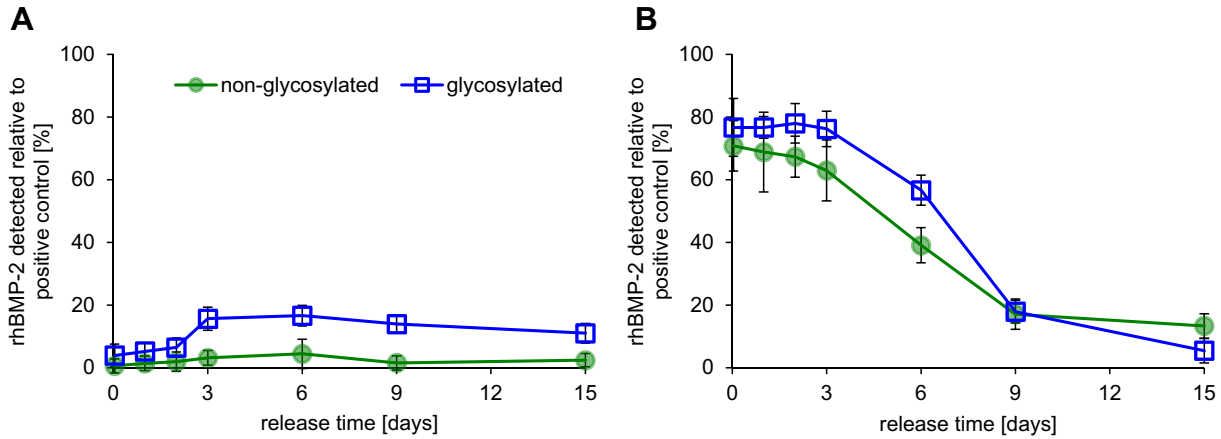 A
rhBMP-2 detected relative to
positive control [%]
100
80
60
40
20
0
non-glycosylated
glycosylated
0
3
6
9
12
15
release time [days]
B
rhBMP-2 detected relative to
positive control [%]
100
80
60
40
20
0
0
3
6
9
12
15
release time [days]